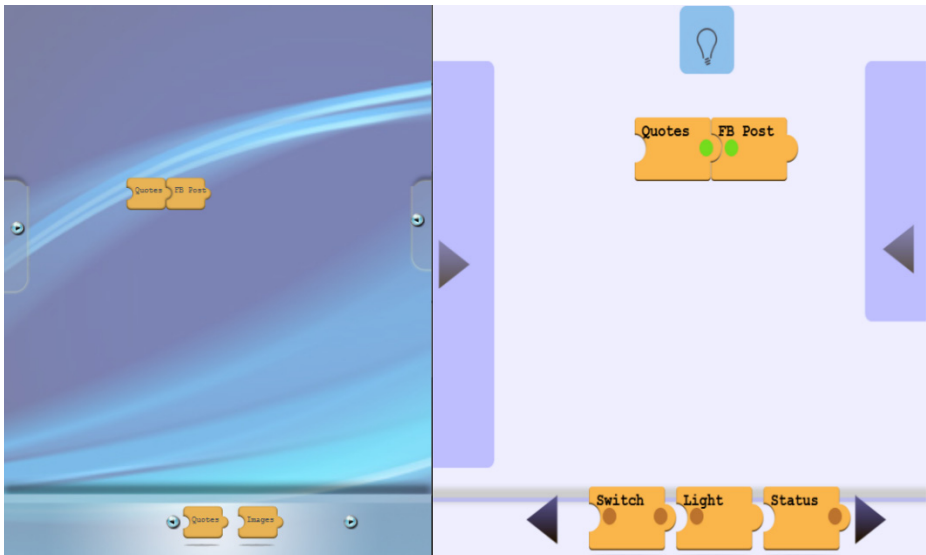 Quotes FB Post
Quotes Images
Quotes FB Post
Switch Light Status